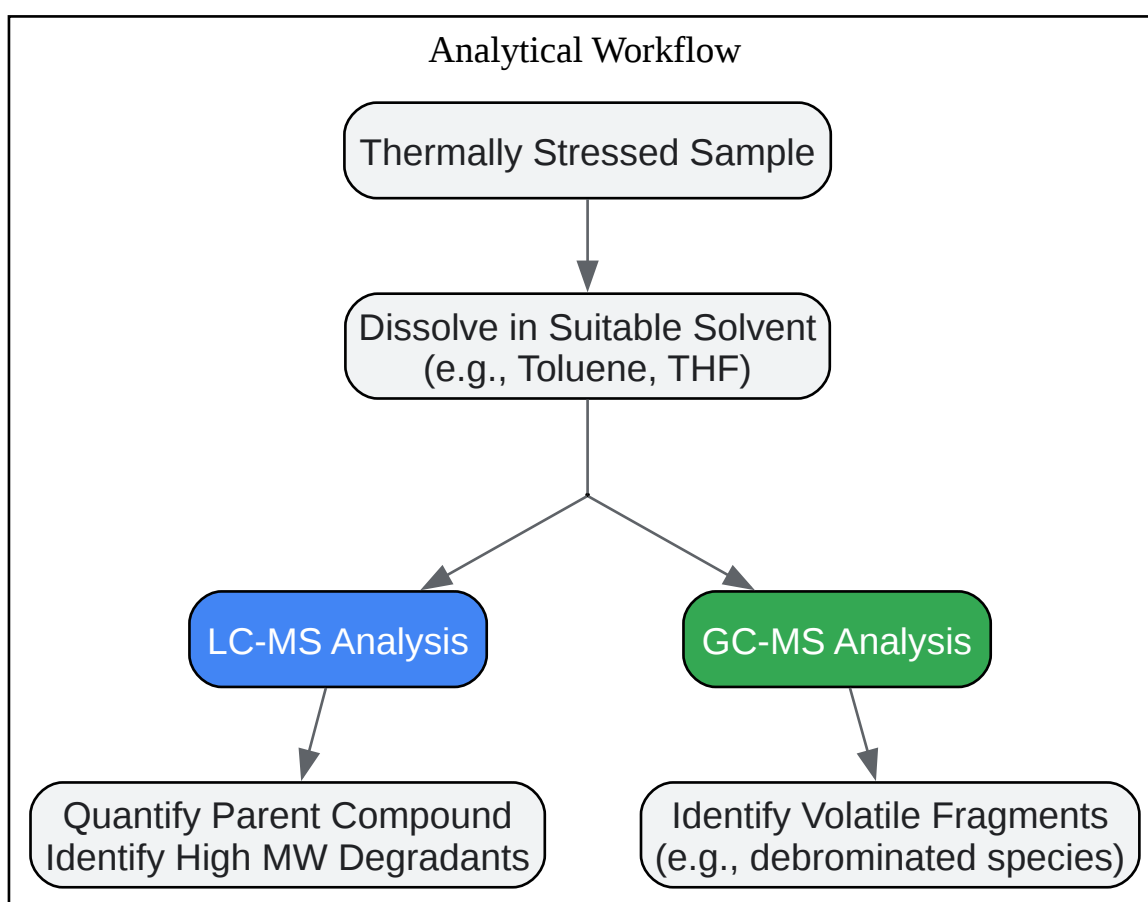 Analytical Workflow
Thermally Stressed Sample
Dissolve in Suitable Solvent
(e.g., Toluene, THF)
LC-MS Analysis
GC-MS Analysis
Quantify Parent Compound
Identify High MW Degradants
Identify Volatile Fragments
(e.g., debrominated species)